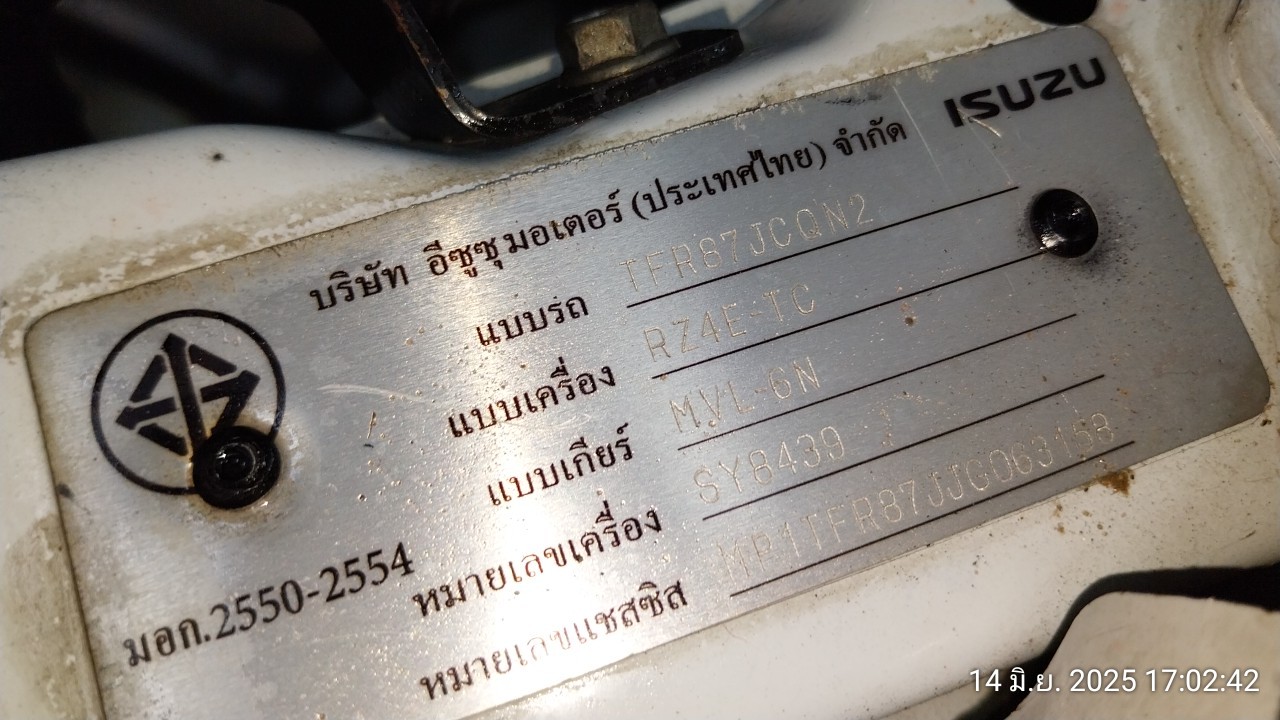 ISUZU
บริษัท อีซูซุมอเตอร์ (ประเทศไทย) จำกัด
แบบรถ TFR87JCQN2
แบบเครื่อง RZ4E-TC
แบบเกียร์ MVL-6N
หมายเลขเครื่อง SY8439
มอก.2550-2554
หมายเลขแชสซิส MP1TFR87JJG063158
14 มิ.ย. 2025 17:02:42